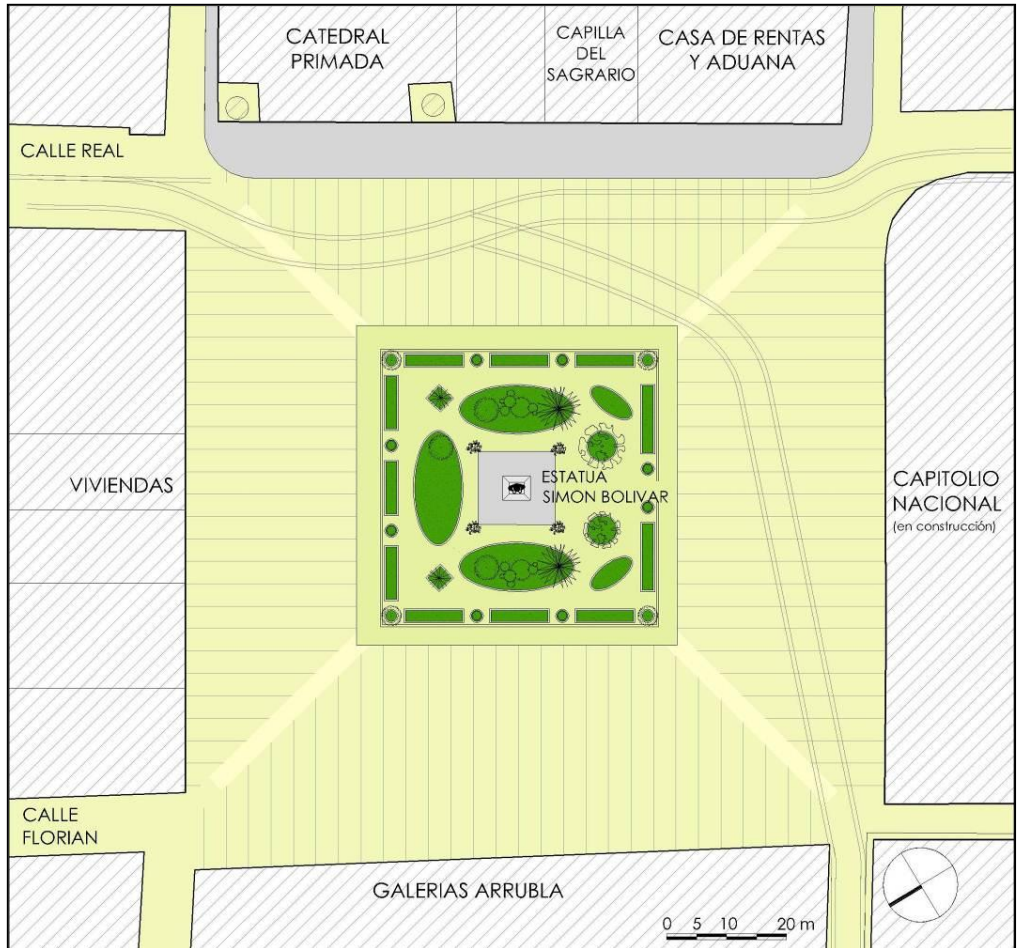 CATEDRAL
PRIMADA
CAPILLA
DEL
SAGRARIO
CASA DE RENTAS
Y ADUANA
CALLE REAL
VIVIENDAS
ESTATUA
SIMON BOLIVAR
CAPITOLIO
NACIONAL
(en construcción)
CALLE
FLORIAN
GALERIAS ARRUBLA
0 5 10 20 m